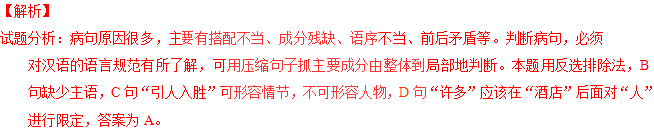 【解析】
试题分析：病句原因很多，主要有搭配不当、成分残缺、语序不当、前后矛盾等。判断病句，必须
对汉语的语言规范有所了解，可用压缩句子抓主要成分由整体到局部地判断。本题用反选排除法，B
句缺少主语，C 句“引人入胜”可形容情节，不可形容人物，D 句“许多”应该在“酒店”后面对“人”
进行限定，答案为 A。